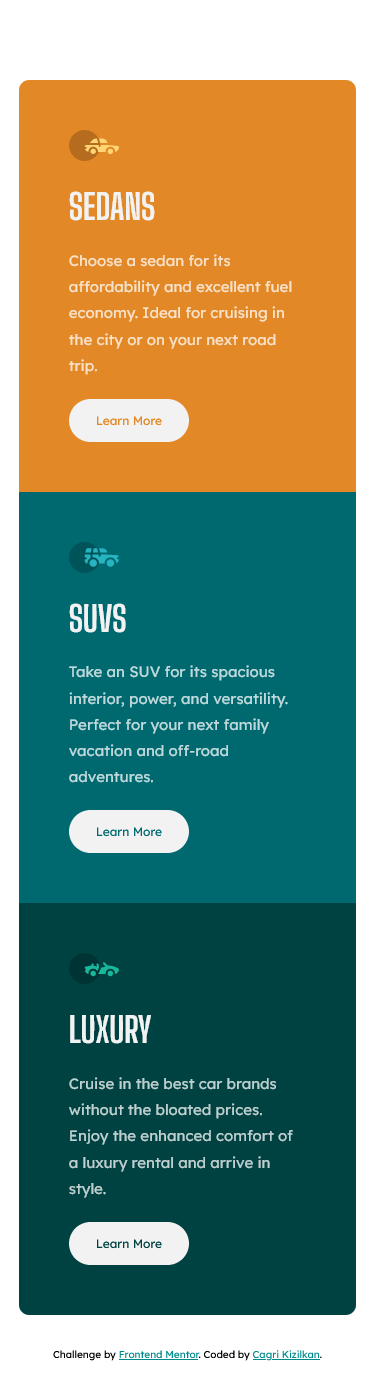 SEDANS
Choose a sedan for its
affordability and excellent fuel
economy. Ideal for cruising in
the city or on your next road
trip.
Learn More
SUVS
Take an SUV for its spacious
interior, power, and versatility.
Perfect for your next family
vacation and off-road
adventures.
Learn More
LUXURY
Cruise in the best car brands
without the bloated prices.
Enjoy the enhanced comfort of
a luxury rental and arrive in
style.
Learn More
Challenge by Frontend Mentor. Coded by Cagri Kizilkan.